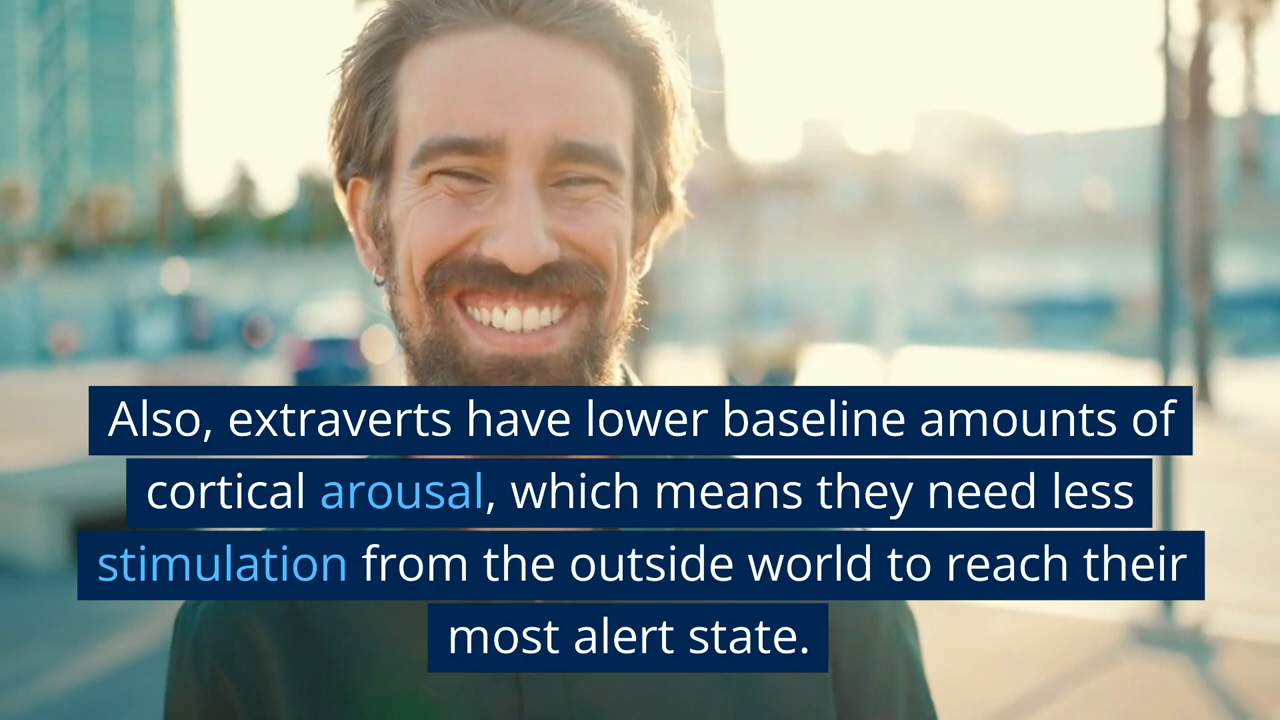 Also, extraverts have lower baseline amounts of
cortical arousal, which means they need less
stimulation from the outside world to reach their
most alert state.